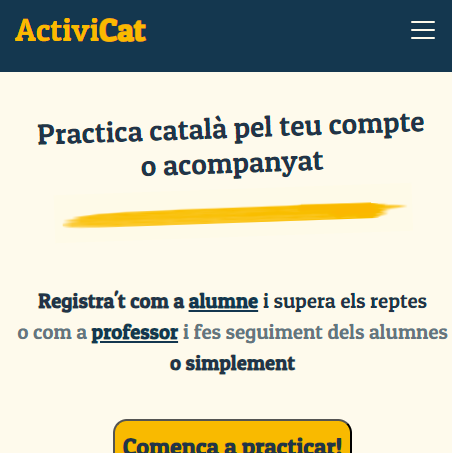 ActiviCat
Practica català pel teu compte
o acompanyat
Registra't com a alumne i supera els reptes
o com a professor i fes seguiment dels alumnes
o simplement
Comença a practicar!